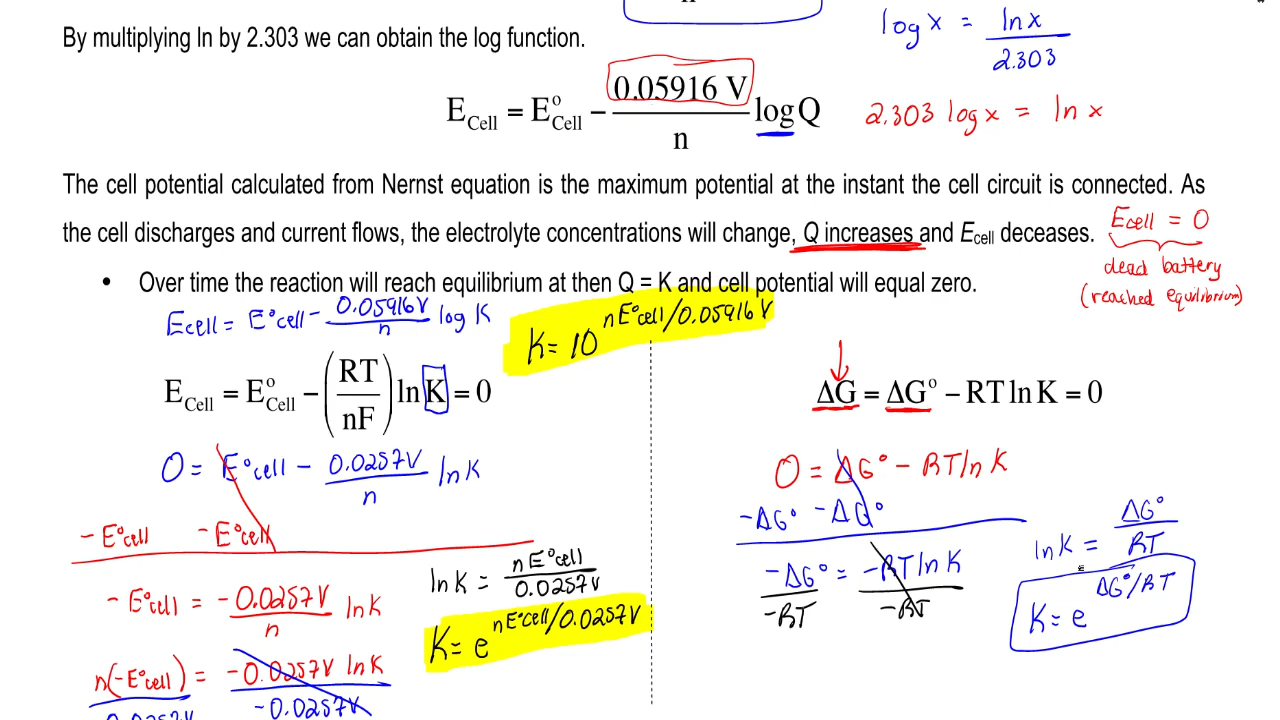 By multiplying ln by 2.303 we can obtain the log function.
log x = ln x / 2.303
E_Cell = E°_Cell − (0.05916 V / n) log Q
2.303 log x = ln x
The cell potential calculated from Nernst equation is the maximum potential at the instant the cell circuit is connected. As
the cell discharges and current flows, the electrolyte concentrations will change, Q increases and E_cell deceases.
Ecell = 0
dead battery
(reached equilibrium)
• Over time the reaction will reach equilibrium at then Q = K and cell potential will equal zero.
Ecell = E°cell − (0.05916V / n) log K
K = 10^(nE°cell/0.05916V)
E_Cell = E°_Cell − (RT / nF) ln K = 0
0 = E°cell − (0.0257V / n) ln K
− E°cell − E°cell
− E°cell = −(0.0257V / n) ln K
ln K = nE°cell / 0.0257V
K = e^(nE°cell/0.0257V)
n(−E°cell) = −0.0257V ln K
−0.0257V
ΔG = ΔG° − RT ln K = 0
0 = ΔG° − RT ln K
−ΔG° − ΔG°
−ΔG° / −RT = −RT ln K / −RT
ln K = ΔG° / RT
K = e^(ΔG°/RT)